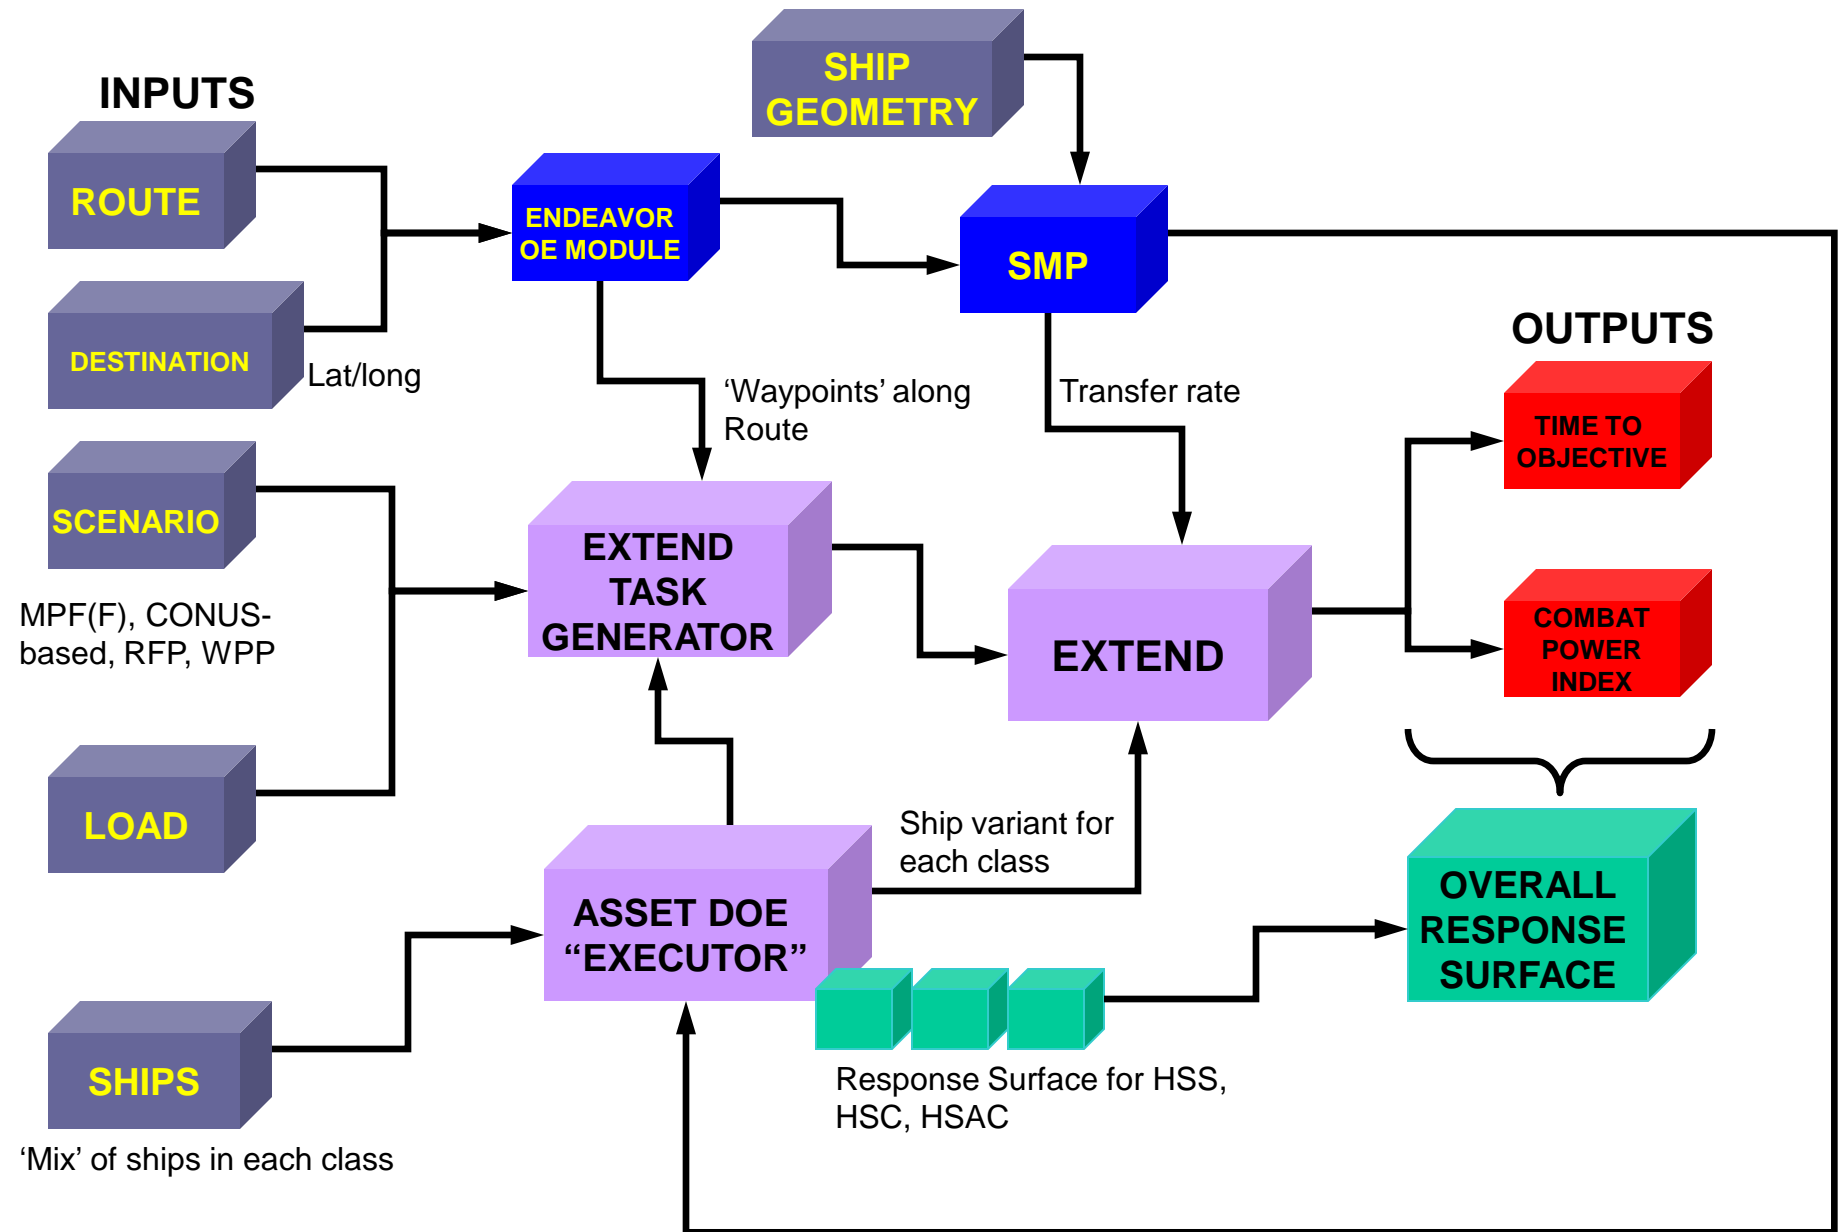 SHIP
GEOMETRY
INPUTS
ROUTE
ENDEAVOR
OE MODULE
SMP
DESTINATION
Lat/long
OUTPUTS
‘Waypoints’ along
Route
Transfer rate
TIME TO
OBJECTIVE
SCENARIO
MPF(F), CONUS-
based, RFP, WPP
EXTEND
TASK
GENERATOR
EXTEND
COMBAT
POWER
INDEX
LOAD
Ship variant for
each class
ASSET DOE
“EXECUTOR”
OVERALL
RESPONSE
SURFACE
SHIPS
‘Mix’ of ships in each class
Response Surface for HSS,
HSC, HSAC